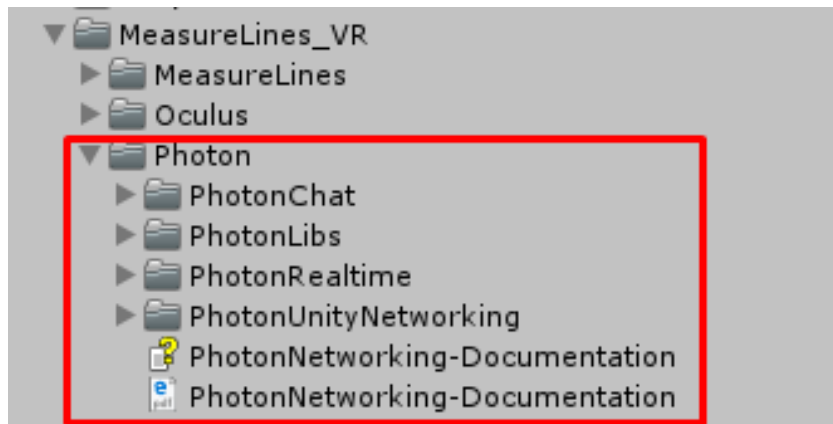 MeasureLines_VR
MeasureLines
Oculus
Photon
PhotonChat
PhotonLibs
PhotonRealtime
PhotonUnityNetworking
PhotonNetworking-Documentation
PhotonNetworking-Documentation